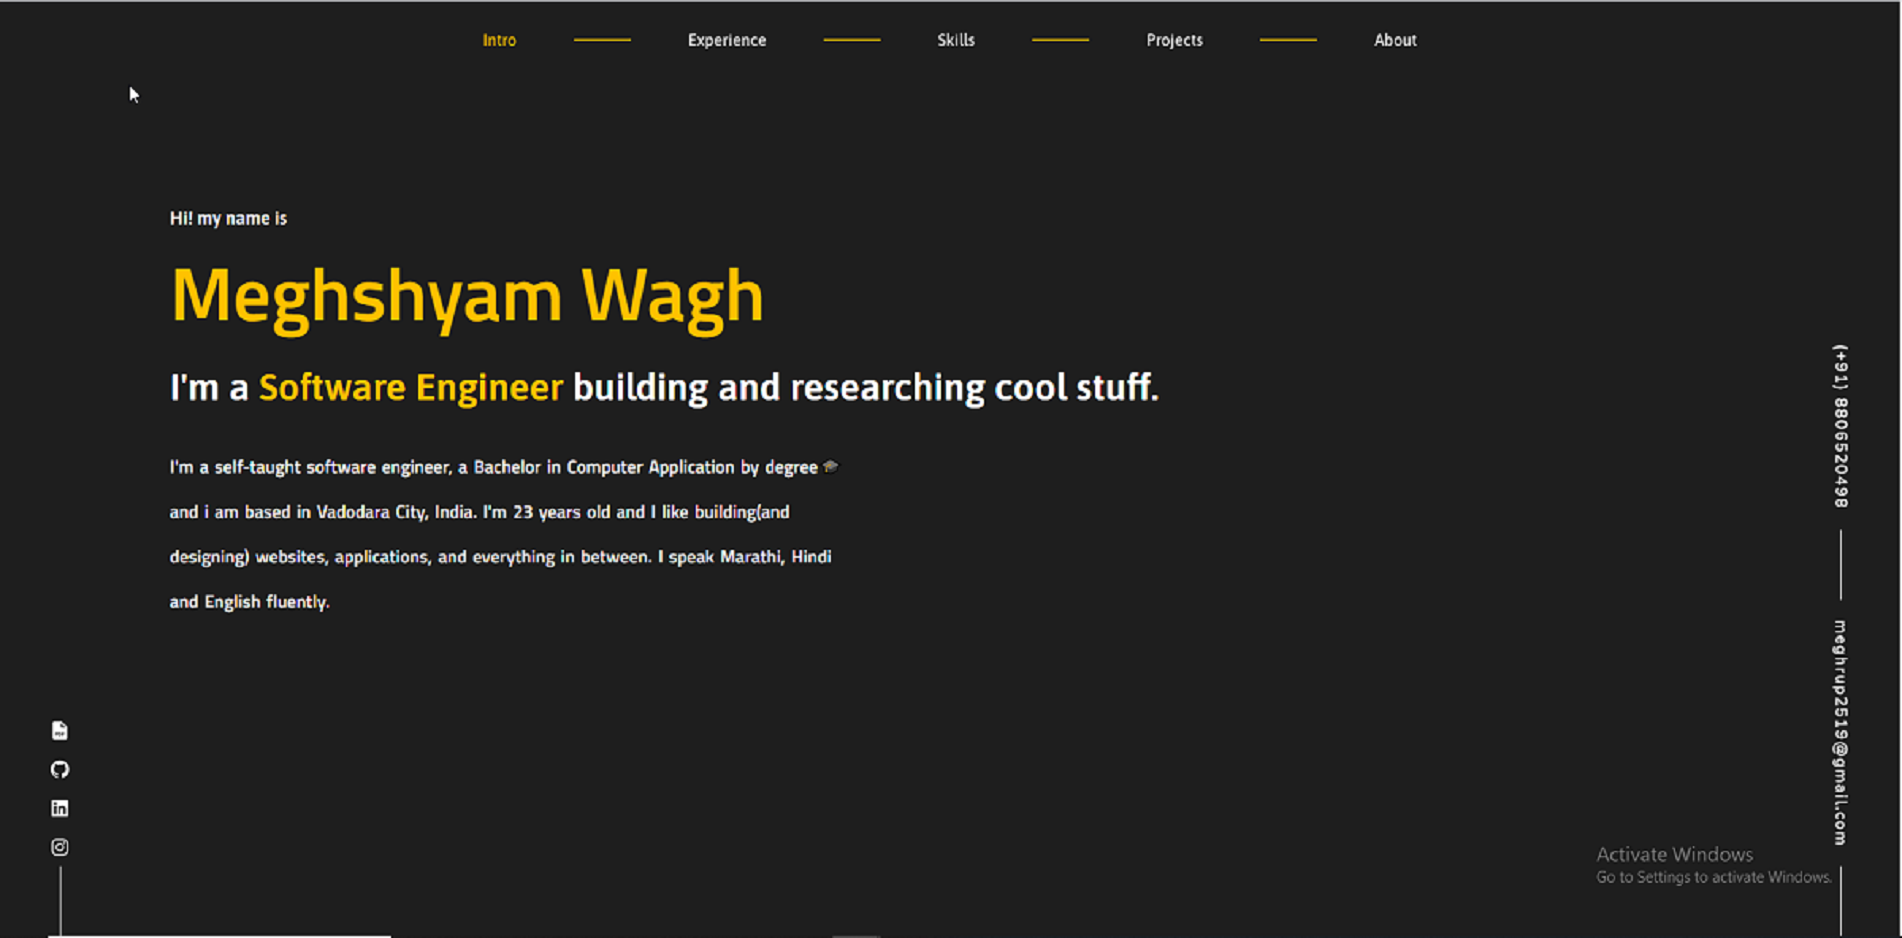 Intro Experience Skills Projects About
Hi! my name is
Meghshyam Wagh
I'm a Software Engineer building and researching cool stuff.
I'm a self-taught software engineer, a Bachelor in Computer Application by degree
and i am based in Vadodara City, India. I'm 23 years old and I like building(and
designing) websites, applications, and everything in between. I speak Marathi, Hindi
and English fluently.
(+91) 8806520498
meghrup2519@gmail.com
Activate Windows
Go to Settings to activate Windows.